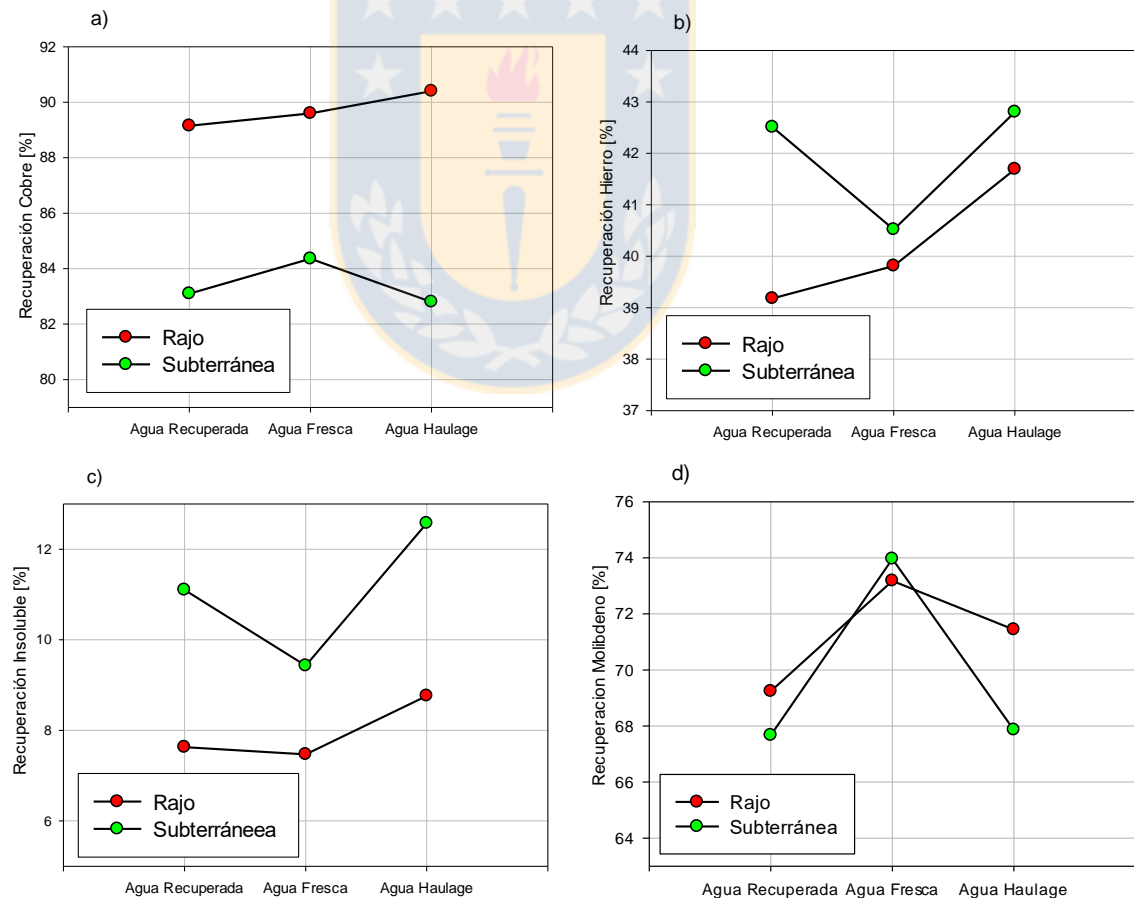 a)
Recuperación Cobre [%]
92
90
88
86
84
82
80
Rajo
Subterránea
Agua Recuperada Agua Fresca Agua Haulage
b)
Recuperación Hierro [%]
44
43
42
41
40
39
38
37
Rajo
Subterránea
Agua Recuperada Agua Fresca Agua Haulage
c)
Recuperación Insoluble [%]
12
10
8
6
Rajo
Subterráneea
Agua Recuperada Agua Fresca Agua Haulage
d)
Recuperacion Molibdeno [%]
76
74
72
70
68
66
64
Rajo
Subterránea
Agua Recuperada Agua Fresca Agua Haulage